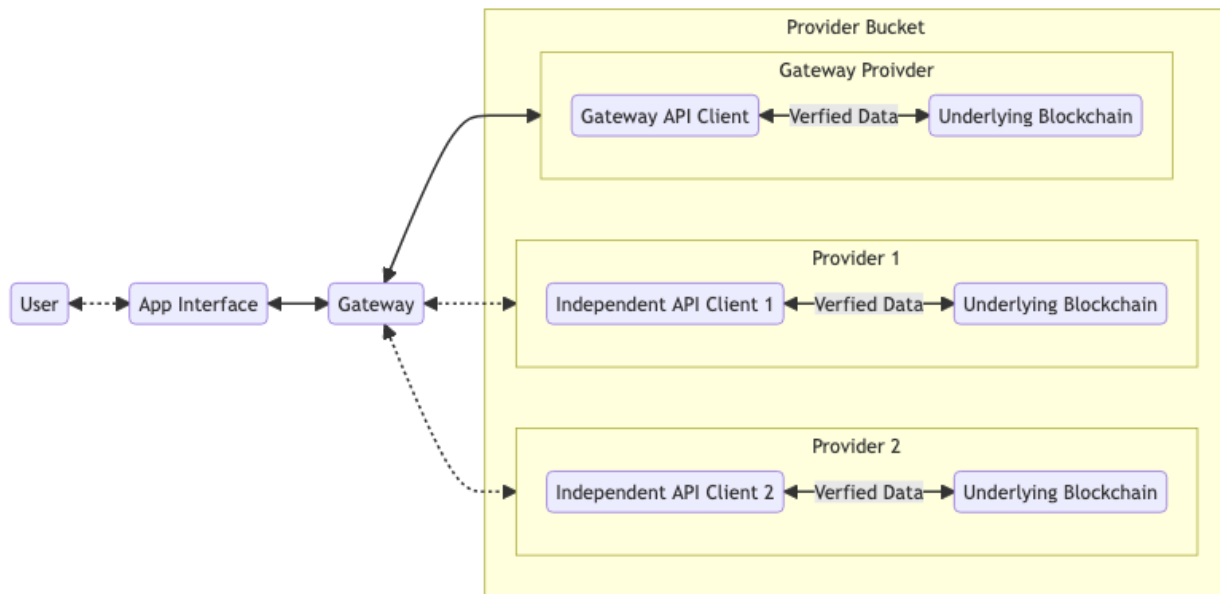 Provider Bucket
Gateway Proivder
Gateway API Client
Verfied Data
Underlying Blockchain
Provider 1
User
App Interface
Gateway
Independent API Client 1
Verfied Data
Underlying Blockchain
Provider 2
Independent API Client 2
Verfied Data
Underlying Blockchain